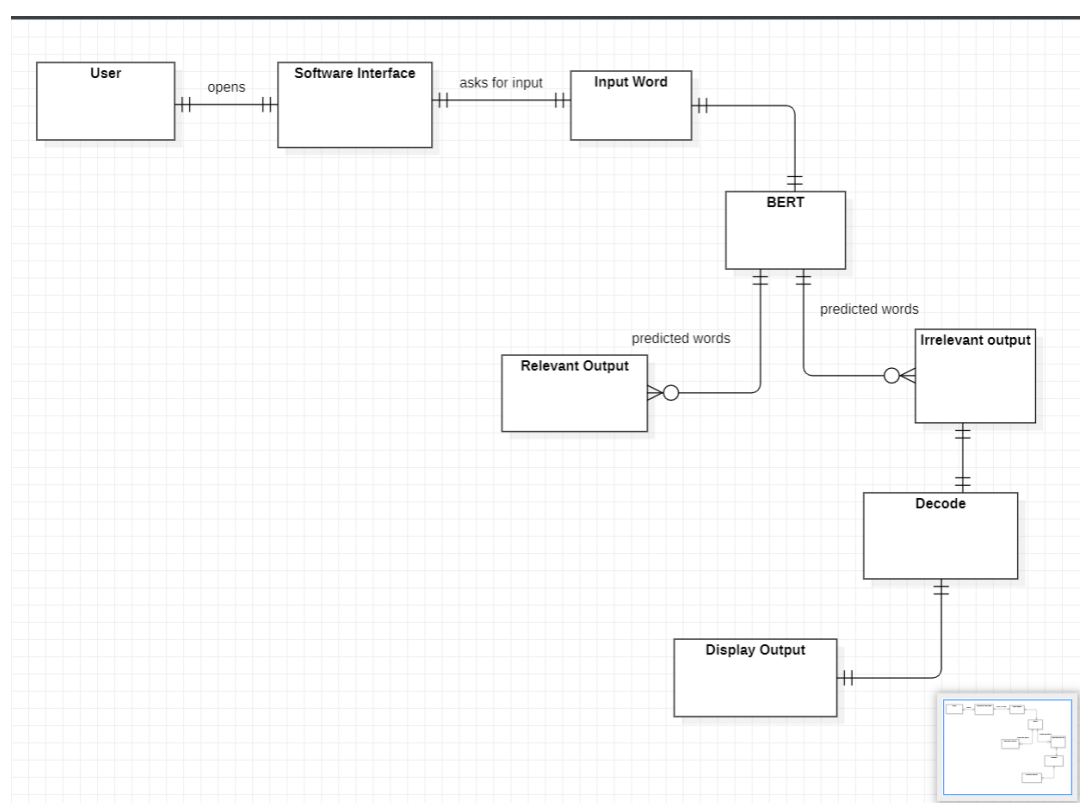 User
opens
Software Interface
asks for input
Input Word
BERT
predicted words
predicted words
Relevant Output
Irrelevant output
Decode
Display Output